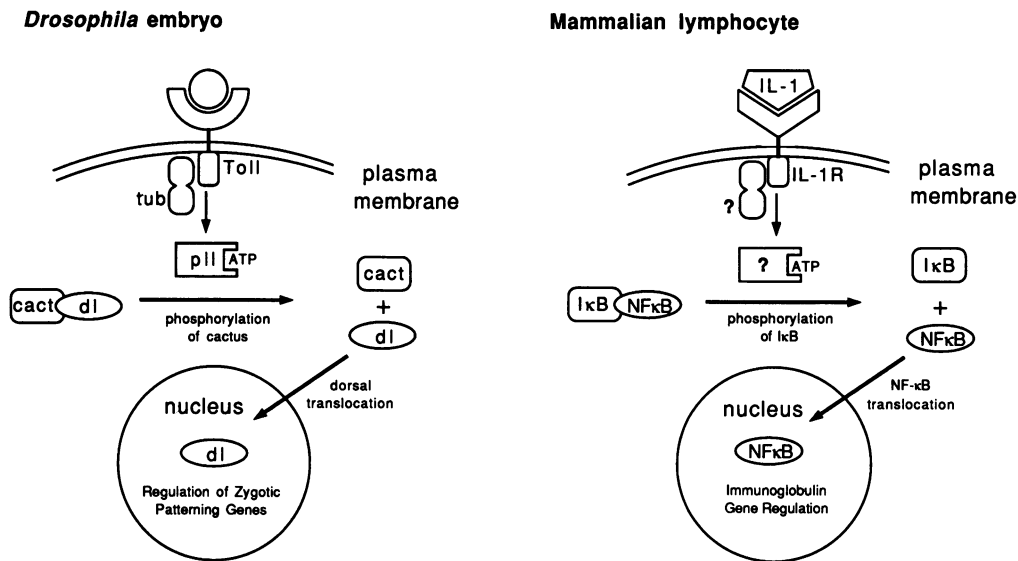 Drosophila embryo
Toll
tub
plasma
membrane
pll
ATP
cact
cact
dl
+
phosphorylation
of cactus
dl
dorsal
translocation
nucleus
dl
Regulation of Zygotic
Patterning Genes
Mammalian lymphocyte
IL-1
IL-1R
?
plasma
membrane
?
ATP
IκB
IκB
NFκB
+
phosphorylation
of IκB
NFκB
NF-κB
translocation
nucleus
NFκB
Immunoglobulin
Gene Regulation